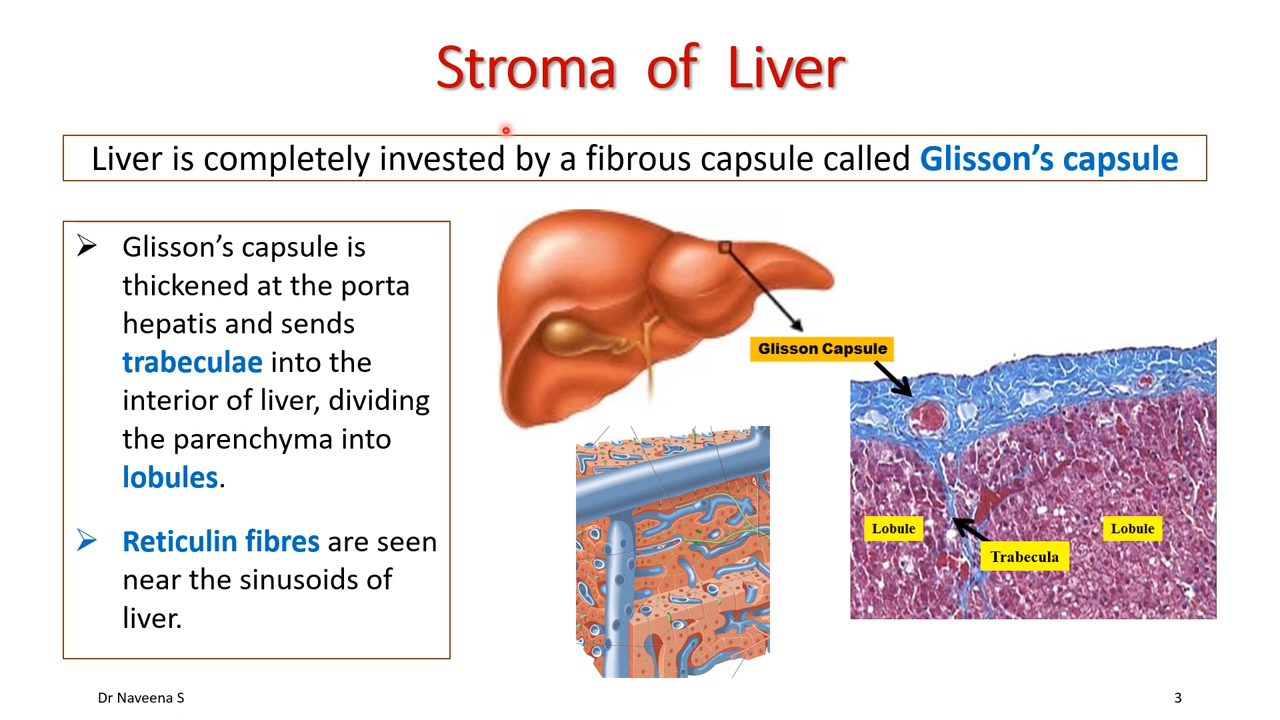 Stroma of Liver
Liver is completely invested by a fibrous capsule called Glisson’s capsule
Glisson’s capsule is
thickened at the porta
hepatis and sends
trabeculae into the
interior of liver, dividing
the parenchyma into
lobules.
Reticulin fibres are seen
near the sinusoids of
liver.
Glisson Capsule
Lobule
Lobule
Trabecula
Dr Naveena S
3